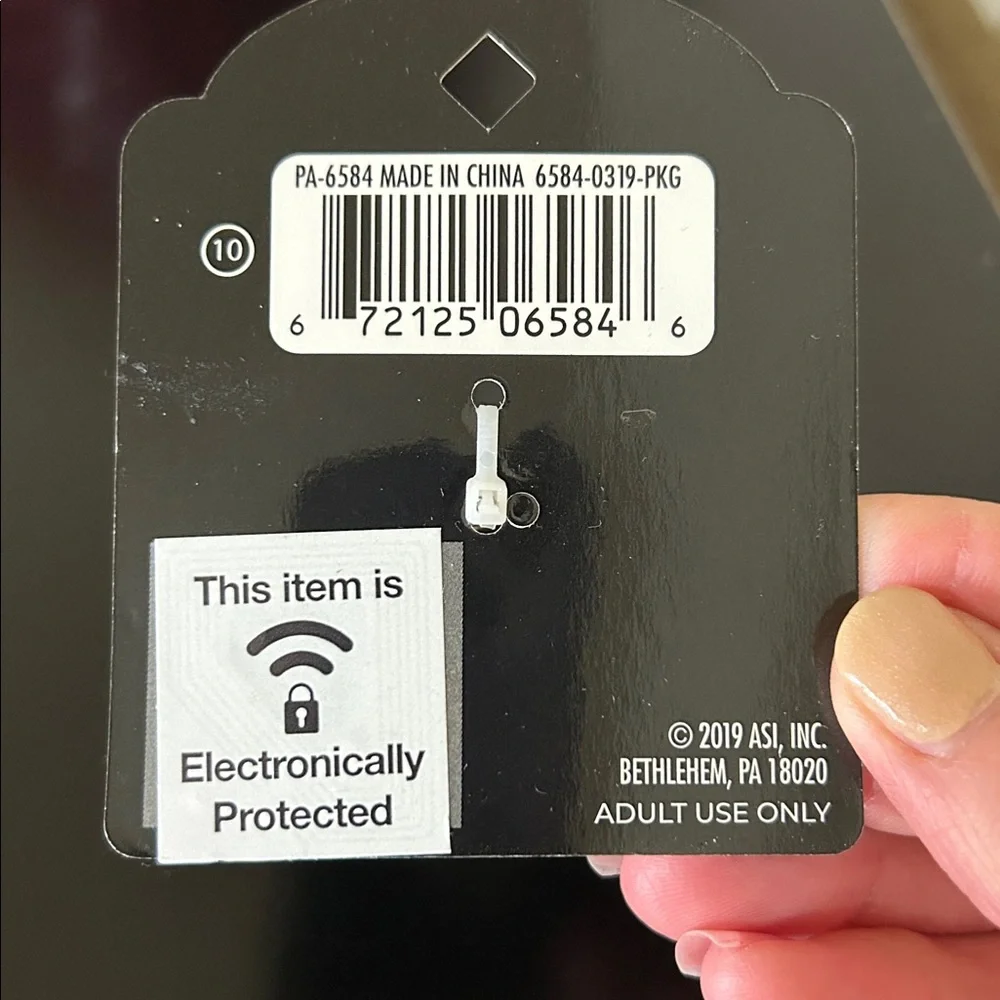 PA-6584 MADE IN CHINA 6584-0319-PKG
10
6 72125 06584 6
This item is
Electronically
Protected
© 2019 ASI, INC.
BETHLEHEM, PA 18020
ADULT USE ONLY